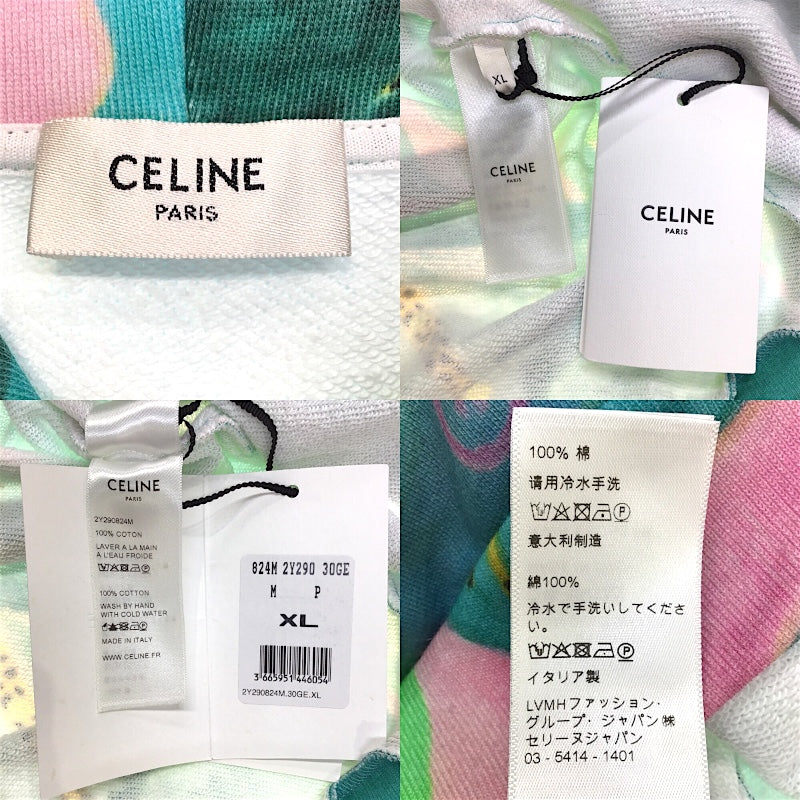 CELINE
PARIS
XL
CELINE
PARIS
CELINE
PARIS
CELINE
PARIS
2Y290824M
100% COTON
LAVER A LA MAIN
A L'EAU FROIDE
100% COTTON
WASH BY HAND
WITH COLD WATER
MADE IN ITALY
WWW.CELINE.FR
824M 2Y290 30GE
M P
XL
3 665951 446054
2Y290824M.30GE.XL
100% 棉
请用冷水手洗
意大利制造
綿100%
冷水で手洗いしてくださ
い。
イタリア製
LVMHファッション・
グループ・ジャパン㈱
セリーヌジャパン
03 - 5414 - 1401